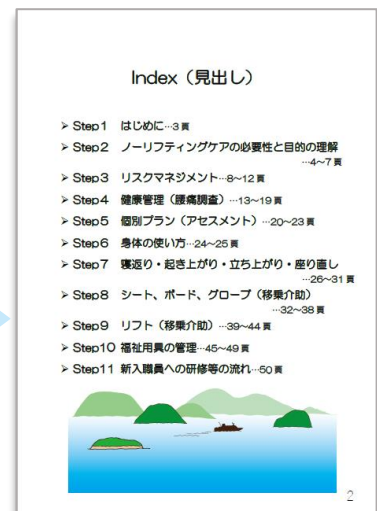 Index（見出し）
➢ Step1 はじめに…3頁
➢ Step2 ノーリフティングケアの必要性と目的の理解
…4~7頁
➢ Step3 リスクマネジメント…8~12頁
➢ Step4 健康管理（腰痛調査）…13~19頁
➢ Step5 個別プラン（アセスメント）…20~23頁
➢ Step6 身体の使い方…24~25頁
➢ Step7 寝返り・起き上がり・立ち上がり・座り直し
…26~31頁
➢ Step8 シート、ボード、グローブ（移乗介助）
…32~38頁
➢ Step9 リフト（移乗介助）…39~44頁
➢ Step10 福祉用具の管理…45~49頁
➢ Step11 新入職員への研修等の流れ…50頁
2